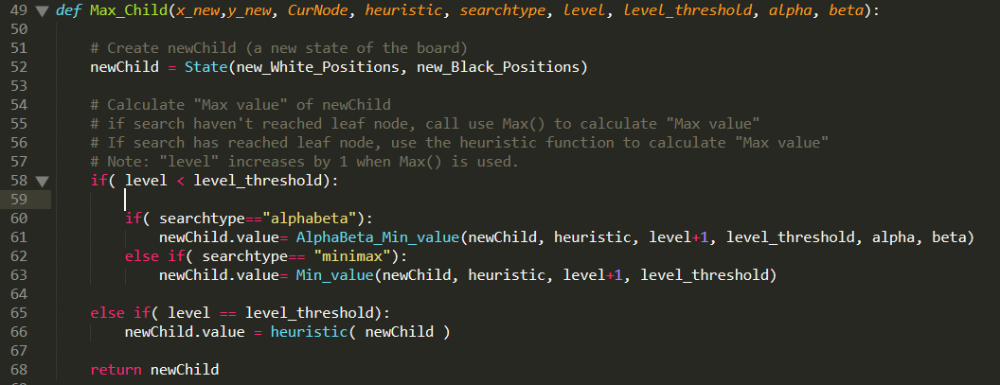 49 def Max_Child(x_new,y_new, CurNode, heuristic, searchtype, level, level_threshold, alpha, beta):
50
51 # Create newChild (a new state of the board)
52 newChild = State(new_White_Positions, new_Black_Positions)
53
54 # Calculate "Max value" of newChild
55 # if search haven't reached leaf node, call use Max() to calculate "Max value"
56 # If search has reached leaf node, use the heuristic function to calculate "Max value"
57 # Note: "level" increases by 1 when Max() is used.
58 if( level < level_threshold):
59
60 if( searchtype=="alphabeta"):
61 newChild.value= AlphaBeta_Min_value(newChild, heuristic, level+1, level_threshold, alpha, beta)
62 else if( searchtype== "minimax"):
63 newChild.value= Min_value(newChild, heuristic, level+1, level_threshold)
64
65 else if( level == level_threshold):
66 newChild.value = heuristic( newChild )
67
68 return newChild